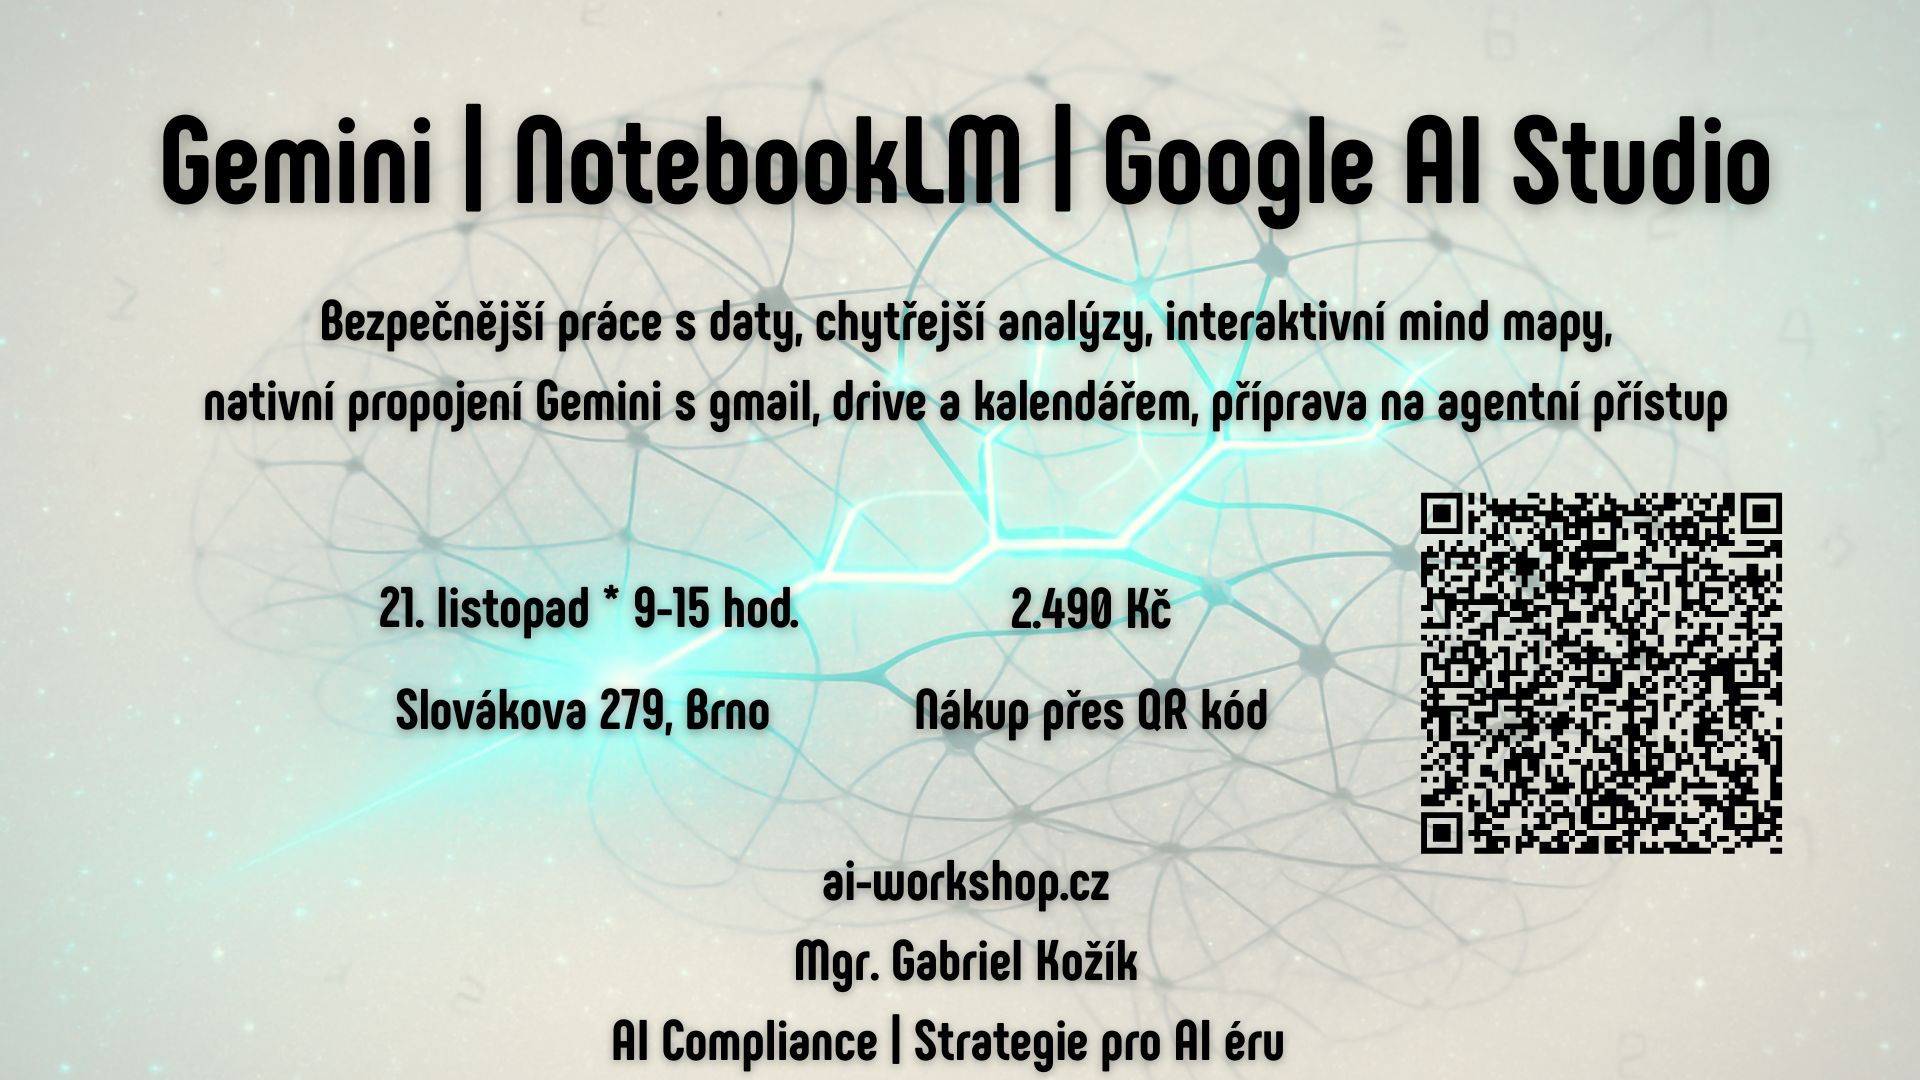 Gemini | NotebookLM | Google AI Studio
Bezpečnější práce s daty, chytřejší analýzy, interaktivní mind mapy,
nativní propojení Gemini s gmail, drive a kalendářem, příprava na agentní přístup
21. listopad * 9-15 hod.
2.490 Kč
Slovákova 279, Brno
Nákup přes QR kód
ai-workshop.cz
Mgr. Gabriel Kožík
AI Compliance | Strategie pro AI éru